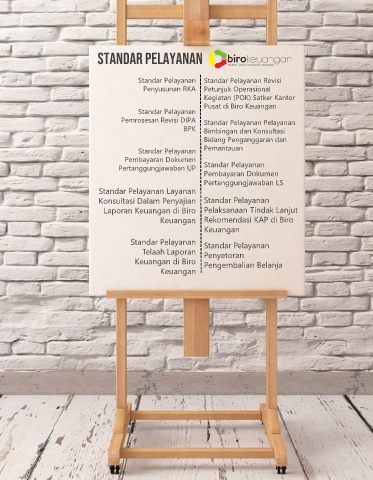 STANDAR PELAYANAN
birokeuangan
Standar Pelayanan
Penyusunan RKA
Standar Pelayanan
Pemrosesan Revisi DIPA
BPK
Standar Pelayanan
Pembayaran Dokumen
Pertanggungjawaban UP
Standar Pelayanan Layanan
Konsultasi Dalam Penyajian
Laporan Keuangan di Biro
Keuangan
Standar Pelayanan
Telaah Laporan
Keuangan di Biro
Keuangan
Standar Pelayanan Revisi
Petunjuk Operasional
Kegiatan (POK) Satker Kantor
Pusat di Biro Keuangan
Standar Pelayanan Pelayanan
Bimbingan dan Konsultasi
Bidang Penganggaran dan
Pemantauan
Standar Pelayanan
Pembayaran Dokumen
Pertanggungjawaban LS
Standar Pelayanan
Pelaksanaan Tindak Lanjut
Rekomendasi KAP di Biro
Keuangan
Standar Pelayanan
Penyetoran
Pengembalian Belanja